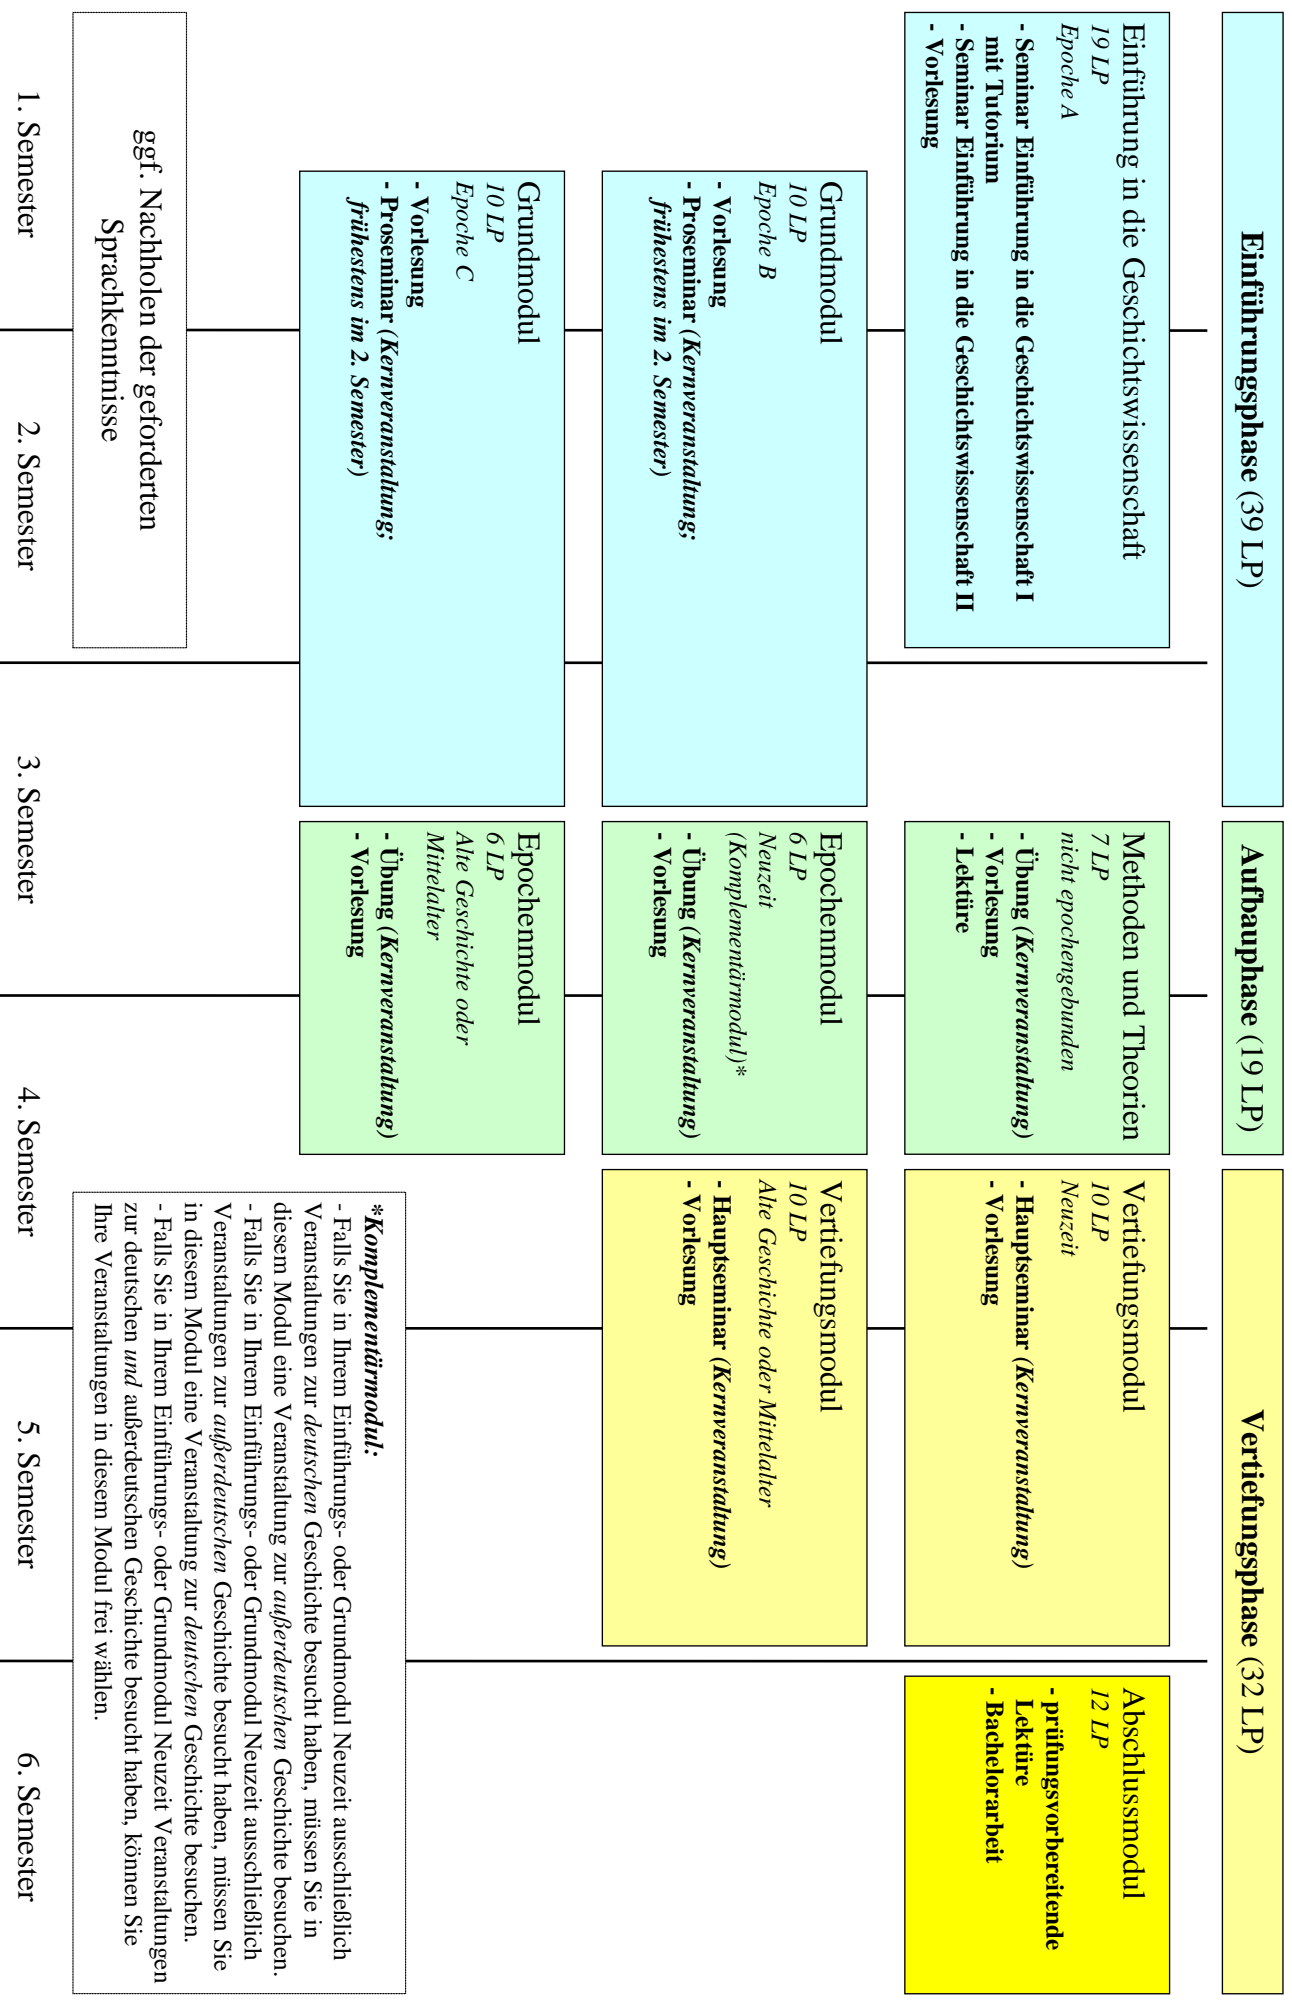 Einführungsphase (39 LP)
Aufbauphase (19 LP)
Vertiefungsphase (32 LP)
Einführung in die Geschichtswissenschaft
19 LP
Epoche A
- Seminar Einführung in die Geschichtswissenschaft I
mit Tutorium
- Seminar Einführung in die Geschichtswissenschaft II
- Vorlesung
Methoden und Theorien
7 LP
nicht epochengebunden
- Übung (Kernveranstaltung)
- Vorlesung
- Lektüre
Vertiefungsmodul
10 LP
Neuzeit
- Hauptseminar (Kernveranstaltung)
- Vorlesung
Abschlussmodul
12 LP
- prüfungsvorbereitende
Lektüre
- Bachelorarbeit
Grundmodul
10 LP
Epoche B
- Vorlesung
- Proseminar (Kernveranstaltung;
frühestens im 2. Semester)
Epochenmodul
6 LP
Neuzeit
(Komplementärmodul)*
- Übung (Kernveranstaltung)
- Vorlesung
Vertiefungsmodul
10 LP
Alte Geschichte oder Mittelalter
- Hauptseminar (Kernveranstaltung)
- Vorlesung
Grundmodul
10 LP
Epoche C
- Vorlesung
- Proseminar (Kernveranstaltung;
frühestens im 2. Semester)
Epochenmodul
6 LP
Alte Geschichte oder
Mittelalter
- Übung (Kernveranstaltung)
- Vorlesung
*Komplementärmodul:
- Falls Sie in Ihrem Einführungs- oder Grundmodul Neuzeit ausschließlich
Veranstaltungen zur deutschen Geschichte besucht haben, müssen Sie in
diesem Modul eine Veranstaltung zur außerdeutschen Geschichte besuchen.
- Falls Sie in Ihrem Einführungs- oder Grundmodul Neuzeit ausschließlich
Veranstaltungen zur außerdeutschen Geschichte besucht haben, müssen Sie
in diesem Modul eine Veranstaltung zur deutschen Geschichte besuchen.
- Falls Sie in Ihrem Einführungs- oder Grundmodul Neuzeit Veranstaltungen
zur deutschen und außerdeutschen Geschichte besucht haben, können Sie
Ihre Veranstaltungen in diesem Modul frei wählen.
ggf. Nachholen der geforderten
Sprachkenntnisse
1. Semester
2. Semester
3. Semester
4. Semester
5. Semester
6. Semester